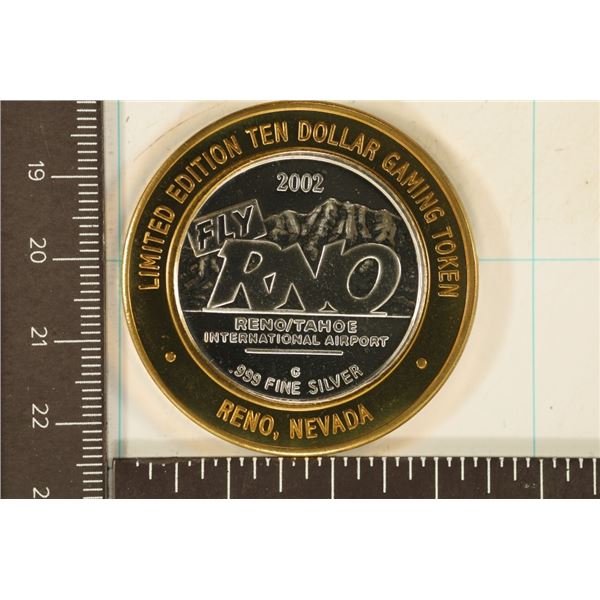 LIMITED EDITION TEN DOLLAR GAMING TOKEN
2002
FLY
RNO
RENO/TAHOE
INTERNATIONAL AIRPORT
G
.999 FINE SILVER
RENO, NEVADA
19
20
21
22